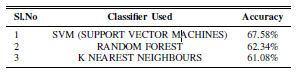 Sl.No Classifier Used Accuracy
1 SVM (SUPPORT VECTOR MACHINES) 67.58%
2 RANDOM FOREST 62.34%
3 K NEAREST NEIGHBOURS 61.08%